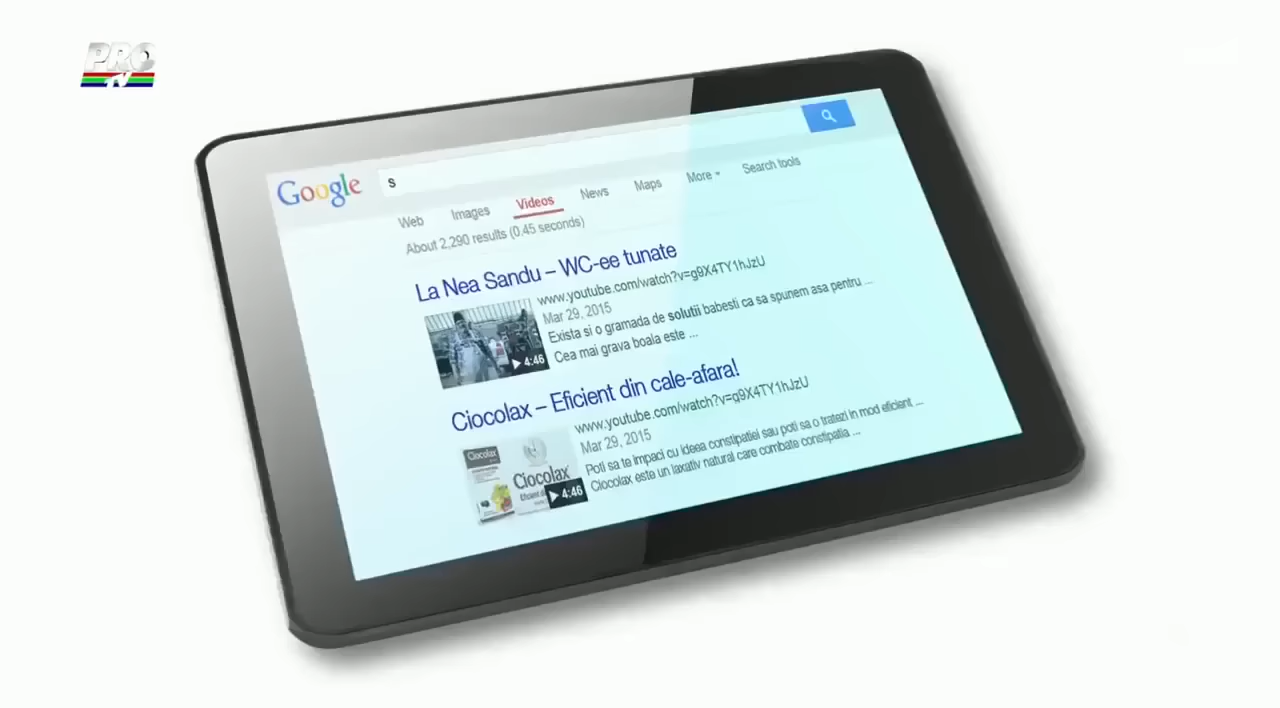 PRO
TV
Google
s
Web Images Videos News Maps More Search tools
About 2,290 results (0.45 seconds)
La Nea Sandu – WC-ee tunate
www.youtube.com/watch?v=g9X4TY1hJzU
Mar 29, 2015
Exista si o gramada de solutii babesti ca sa spunem asa pentru ...
Cea mai grava boala este ...
4:46
Ciocolax – Eficient din cale-afara!
www.youtube.com/watch?v=g9X4TY1hJzU
Mar 29, 2015
Poti sa te impaci cu ideea constipatiei sau poti sa o tratezi in mod eficient ...
Ciocolax este un laxativ natural care combate constipatia ...
Ciocolax
Ciocolax
Eficient
4:46